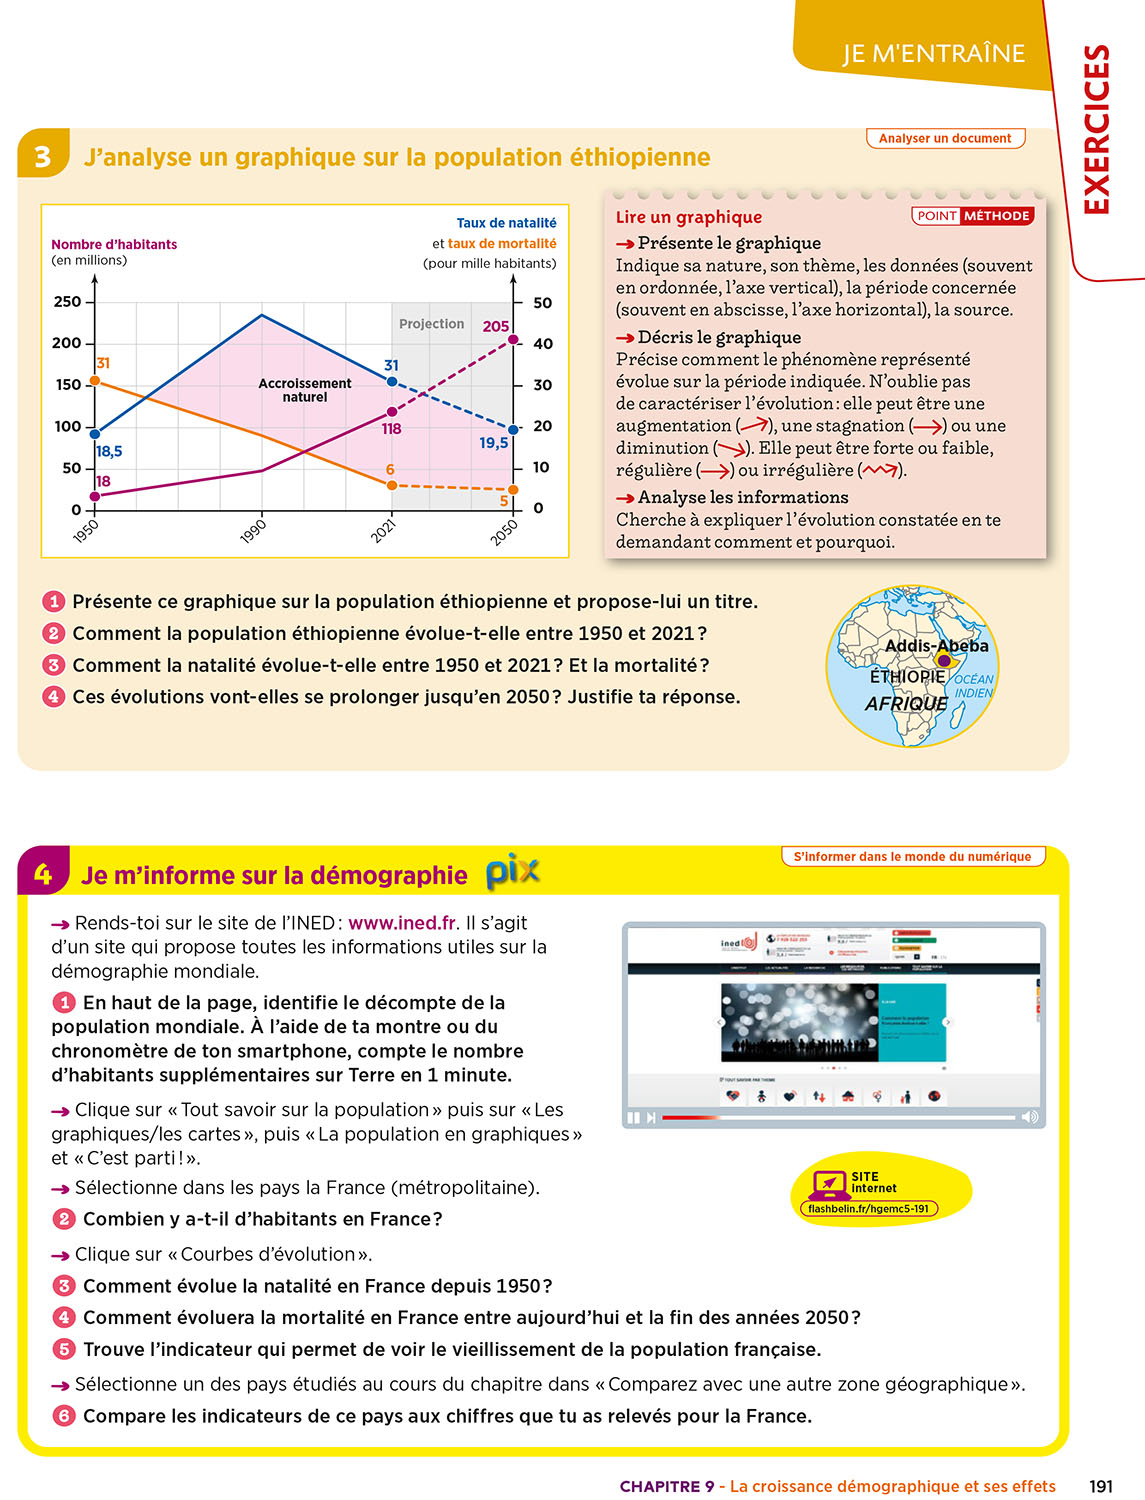 JE M'ENTRAÎNE
EXERCICES
3
J'analyse un graphique sur la population éthiopienne
Analyser un document
Nombre d'habitants
(en millions)
Taux de natalité
et taux de mortalité
(pour mille habitants)
250
200
150
100
50
0
50
40
30
20
10
0
Projection
Accroissement
naturel
31
18,5
18
31
118
6
205
19,5
5
1950
1990
2021
2050
Lire un graphique
POINT MÉTHODE
→ Présente le graphique
Indique sa nature, son thème, les données (souvent
en ordonnée, l'axe vertical), la période concernée
(souvent en abscisse, l'axe horizontal), la source.
→ Décris le graphique
Précise comment le phénomène représenté
évolue sur la période indiquée. N'oublie pas
de caractériser l'évolution : elle peut être une
augmentation (→), une stagnation (→) ou une
diminution (→). Elle peut être forte ou faible,
régulière (→) ou irrégulière (→).
→ Analyse les informations
Cherche à expliquer l'évolution constatée en te
demandant comment et pourquoi.
1 Présente ce graphique sur la population éthiopienne et propose-lui un titre.
2 Comment la population éthiopienne évolue-t-elle entre 1950 et 2021 ?
3 Comment la natalité évolue-t-elle entre 1950 et 2021 ? Et la mortalité ?
4 Ces évolutions vont-elles se prolonger jusqu'en 2050 ? Justifie ta réponse.
Addis-Abeba
ÉTHIOPIE
AFRIQUE
OCÉAN
INDIEN
4
Je m'informe sur la démographie pix
S'informer dans le monde du numérique
→ Rends-toi sur le site de l'INED : www.ined.fr. Il s'agit
d'un site qui propose toutes les informations utiles sur la
démographie mondiale.
1 En haut de la page, identifie le décompte de la
population mondiale. À l'aide de ta montre ou du
chronomètre de ton smartphone, compte le nombre
d'habitants supplémentaires sur Terre en 1 minute.
→ Clique sur « Tout savoir sur la population » puis sur « Les
graphiques/les cartes », puis « La population en graphiques »
et « C'est parti ! ».
→ Sélectionne dans les pays la France (métropolitaine).
2 Combien y a-t-il d'habitants en France ?
→ Clique sur « Courbes d'évolution ».
3 Comment évolue la natalité en France depuis 1950 ?
4 Comment évoluera la mortalité en France entre aujourd'hui et la fin des années 2050 ?
5 Trouve l'indicateur qui permet de voir le vieillissement de la population française.
→ Sélectionne un des pays étudiés au cours du chapitre dans « Comparez avec une autre zone géographique ».
6 Compare les indicateurs de ce pays aux chiffres que tu as relevés pour la France.
ined
TOUT SAVOIR PAR THÈME
SITE
internet
flashbelin.fr/hgemc5-191
CHAPITRE 9 - La croissance démographique et ses effets
191